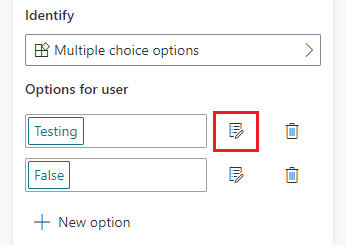 Identify
Multiple choice options
Options for user
Testing
False
New option